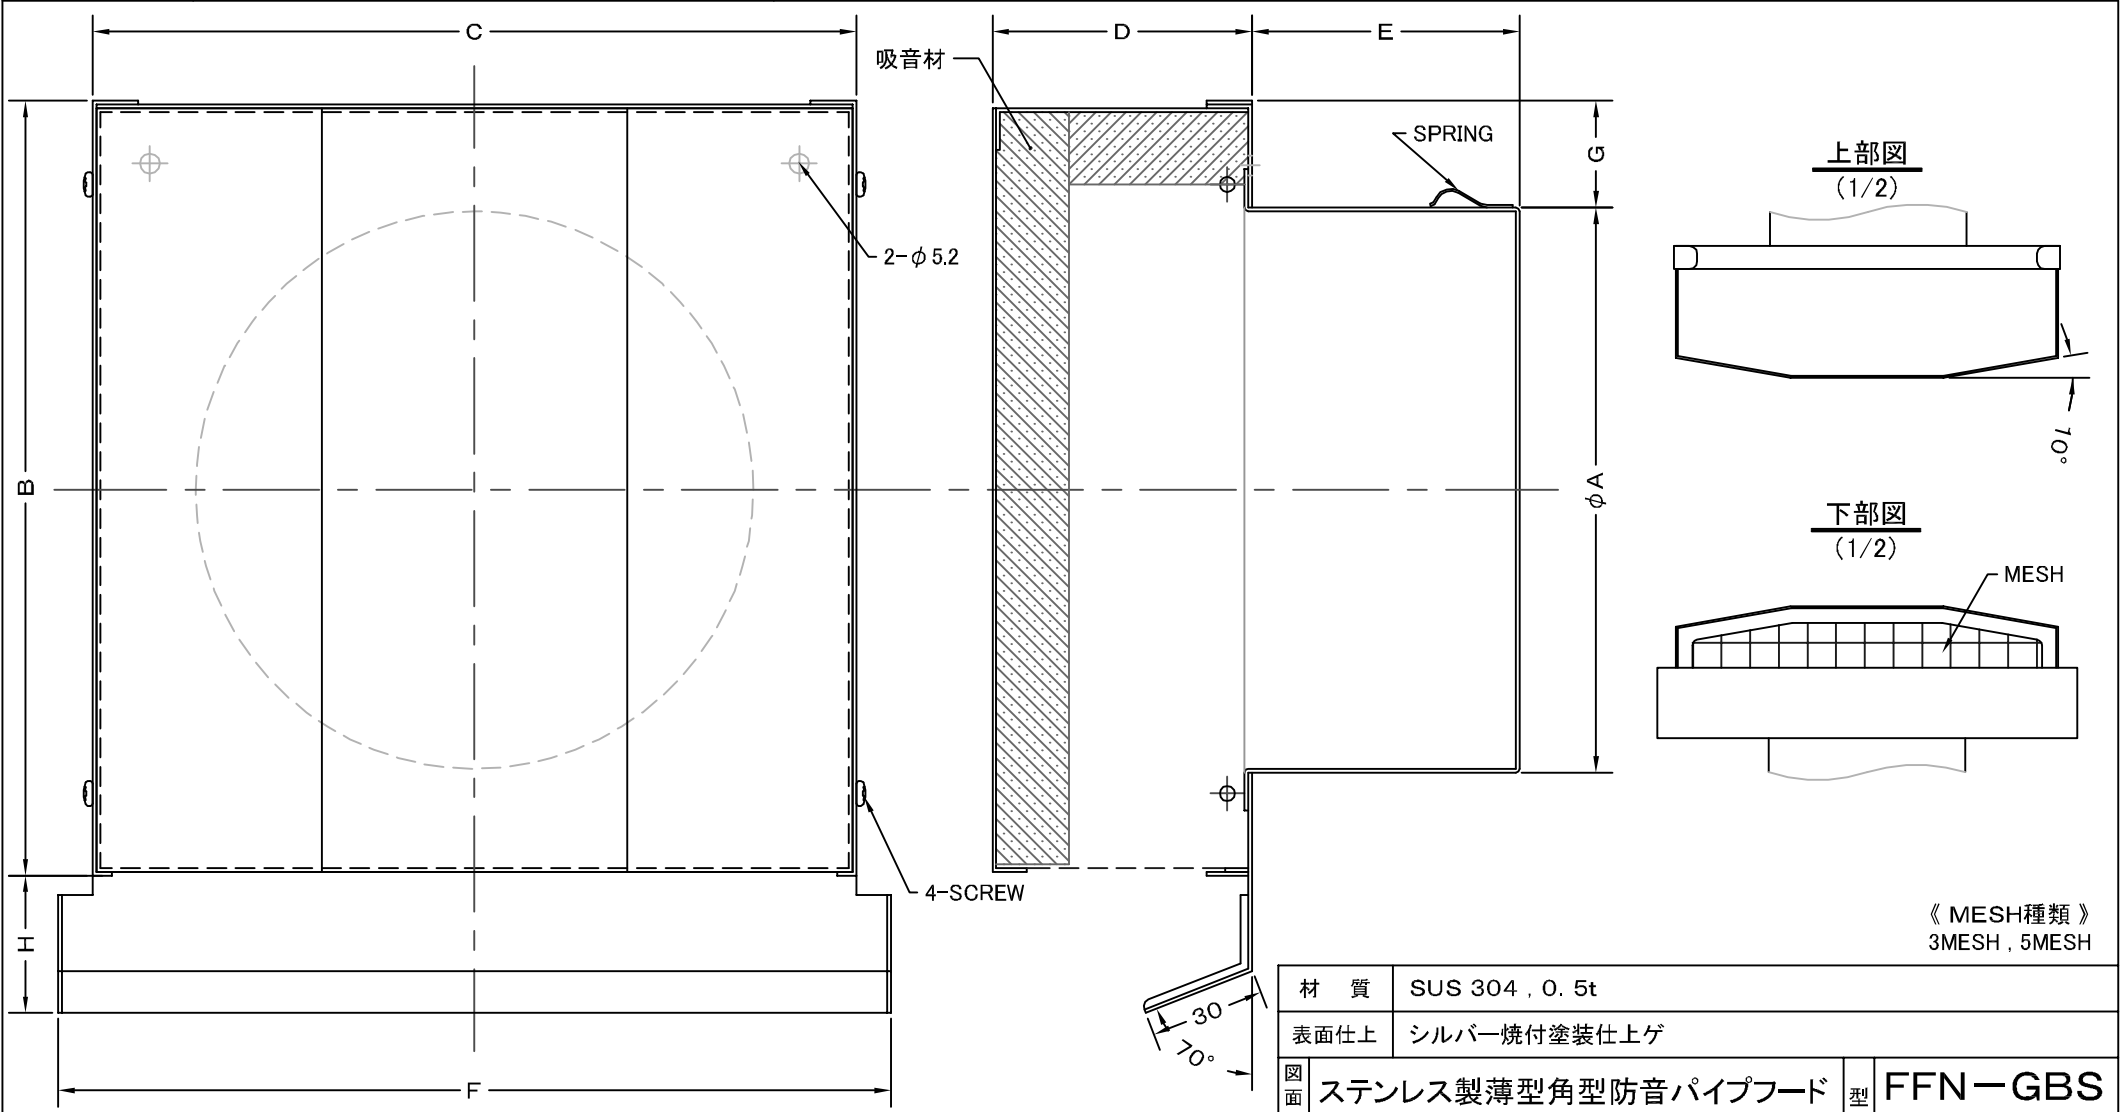 C
D
E
吸音材
SPRING
G
上部図
(1/2)
2-φ5.2
10°
B
φA
下部図
(1/2)
MESH
4-SCREW
H
《 MESH種類 》
3MESH , 5MESH
30
70°
F
材 質 SUS 304 , 0. 5t
表面仕上 シルバー焼付塗装仕上ゲ
図面 ステンレス製薄型角型防音パイプフード 型 FFN－GBS